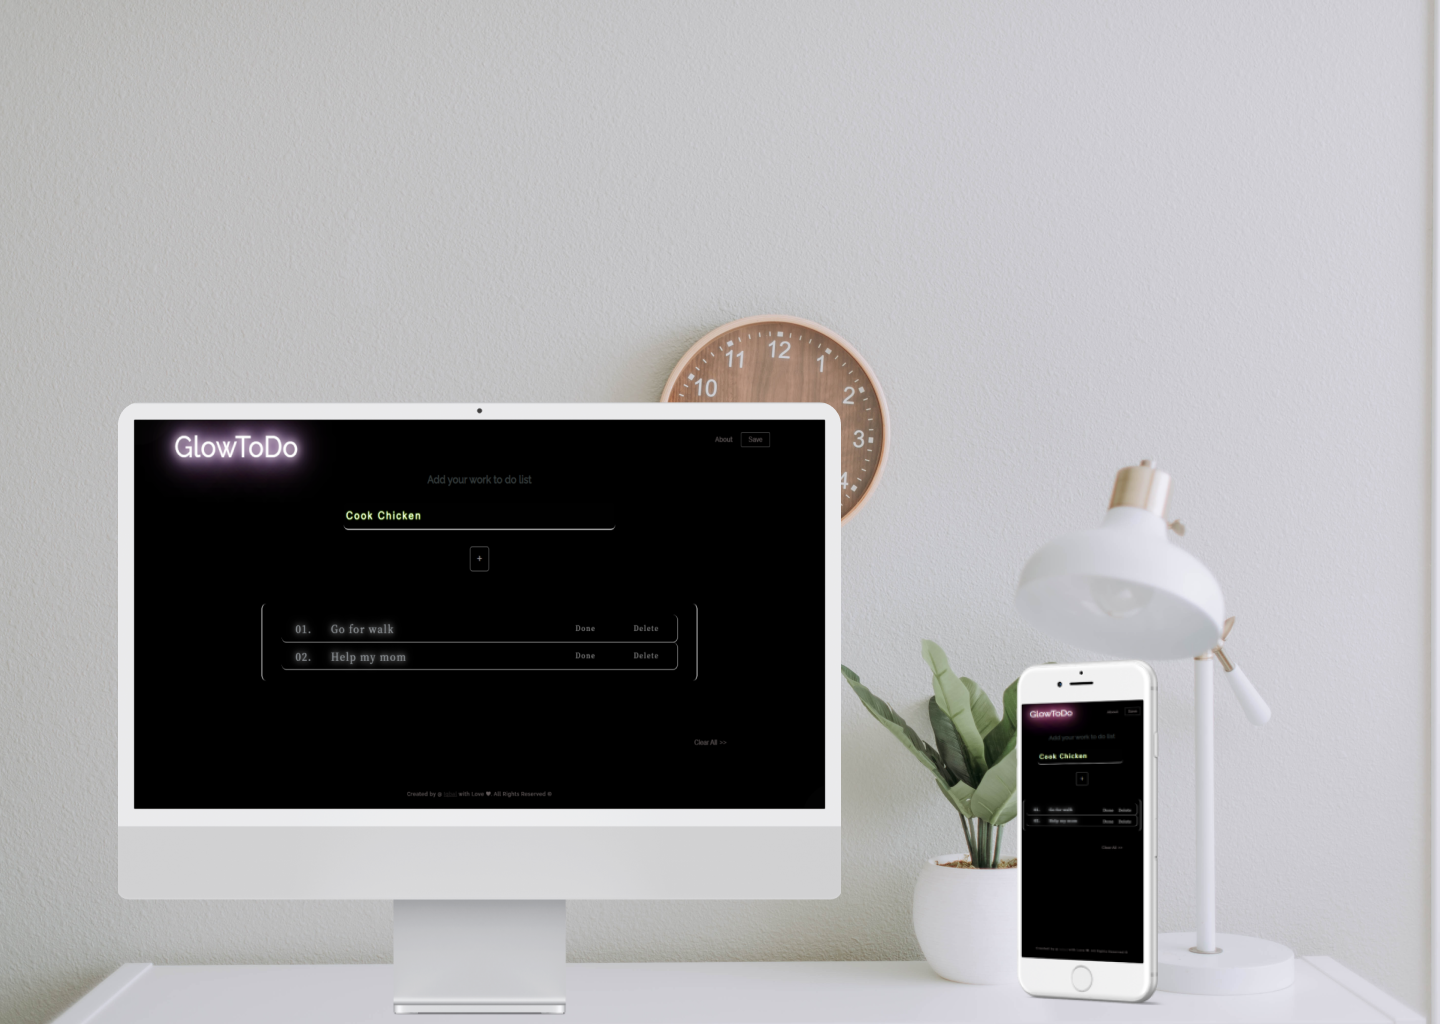 12
11
1
10
2
3
4
GlowToDo
About
Save
Add your work to do list
Cook Chicken
+
01. Go for walk Done Delete
02. Help my mom Done Delete
Clear All >>
Created by @ with Love ♥ All Rights Reserved ©
GlowToDo
About
Save
Add your work to do list
Cook Chicken
+
01. Go for walk Done Delete
02. Help my mom Done Delete
Clear All >>